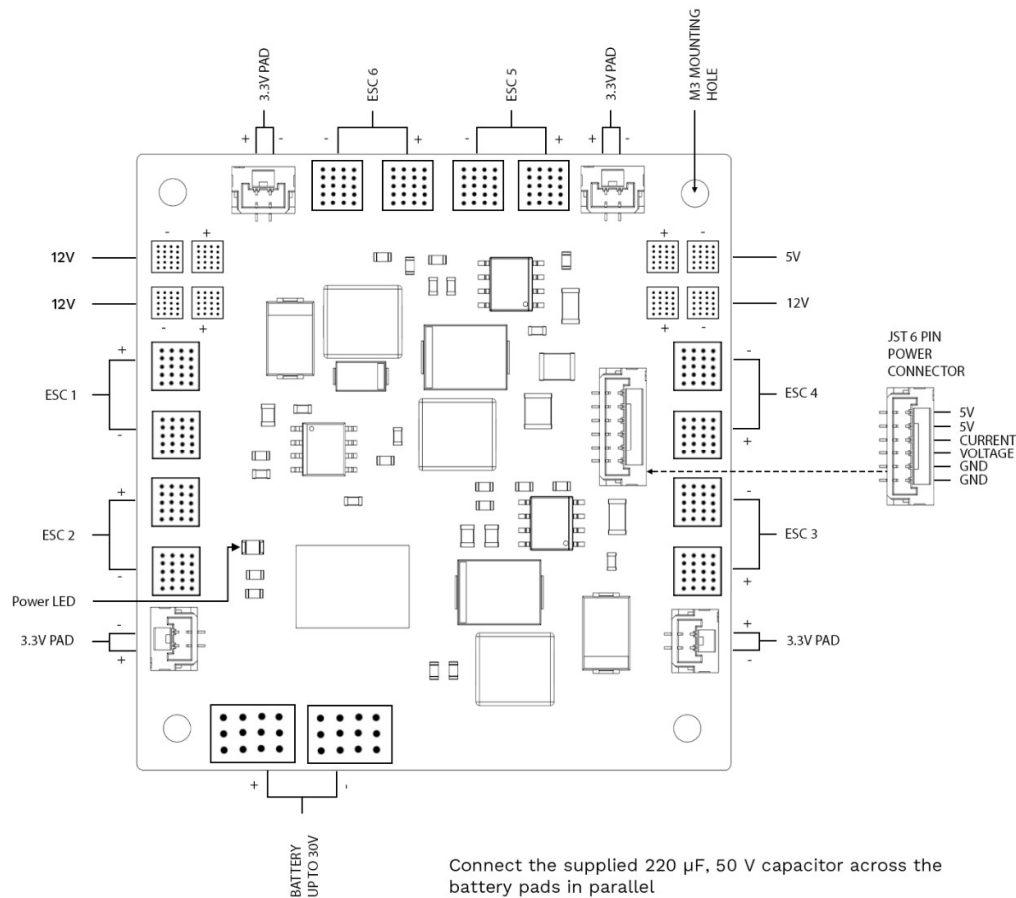 3.3V PAD
ESC 6
ESC 5
3.3V PAD
M3 MOUNTING
HOLE
+ -
- +
- +
+ -
- +
+ -
12V
5V
12V
12V
- +
+ -
+
-
ESC 1
-
+
ESC 4
JST 6 PIN
POWER
CONNECTOR
5V
5V
CURRENT
VOLTAGE
GND
GND
+
-
ESC 2
-
+
ESC 3
Power LED
-
+
3.3V PAD
+
-
3.3V PAD
+ -
BATTERY
UP TO 30V
Connect the supplied 220 µF, 50 V capacitor across the
battery pads in parallel